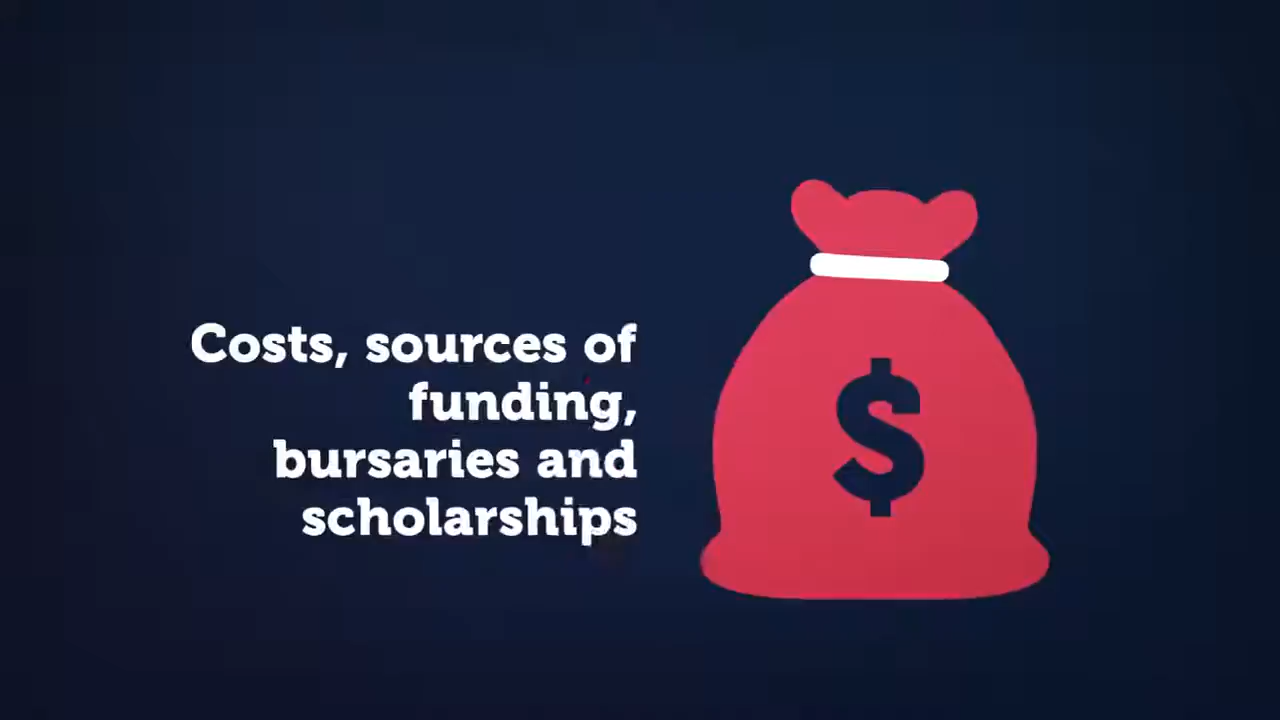 Costs, sources of
funding,
bursaries and
scholarships
$